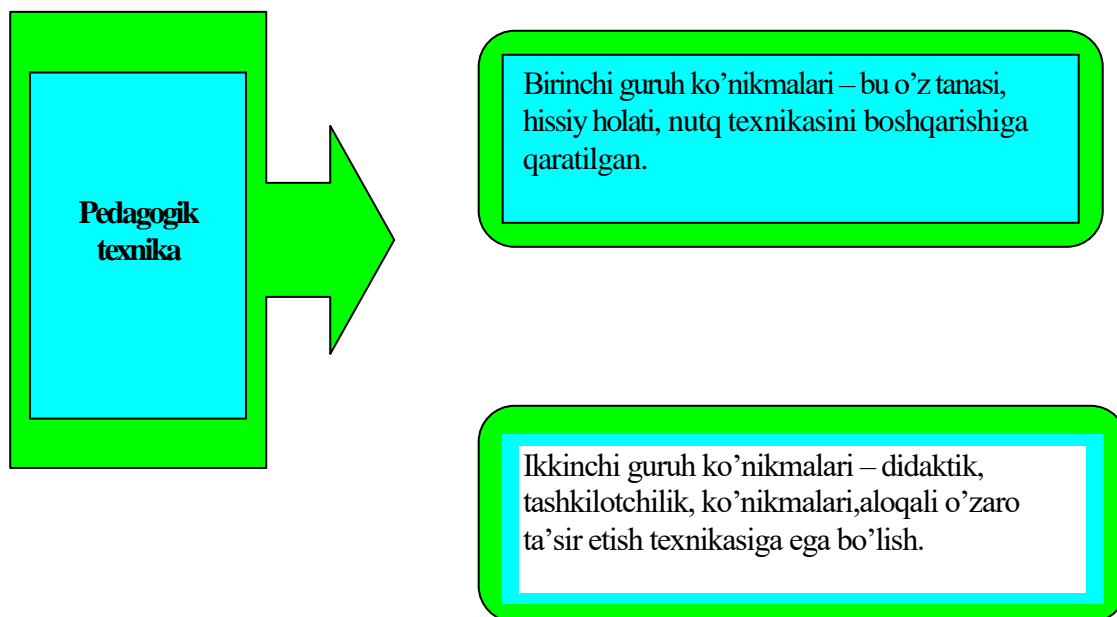 Pedagogik
texnika
Birinchi guruh ko’nikmalari – bu o’z tanasi,
hissiy holati, nutq texnikasini boshqarishiga
qaratilgan.
Ikkinchi guruh ko’nikmalari – didaktik,
tashkilotchilik, ko’nikmalari,aloqali o’zaro
ta’sir etish texnikasiga ega bo’lish.